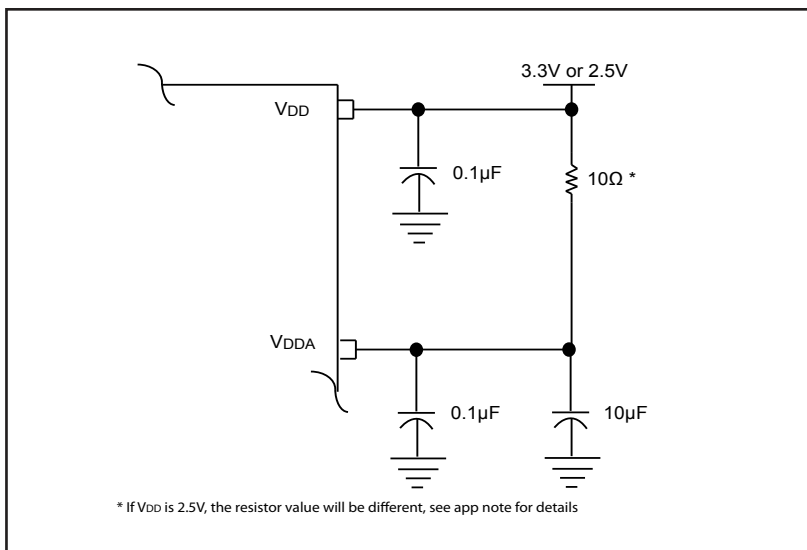 3.3V or 2.5V
VDD
0.1µF
10Ω *
VDDA
0.1µF
10µF
* If VDD is 2.5V, the resistor value will be different, see app note for details